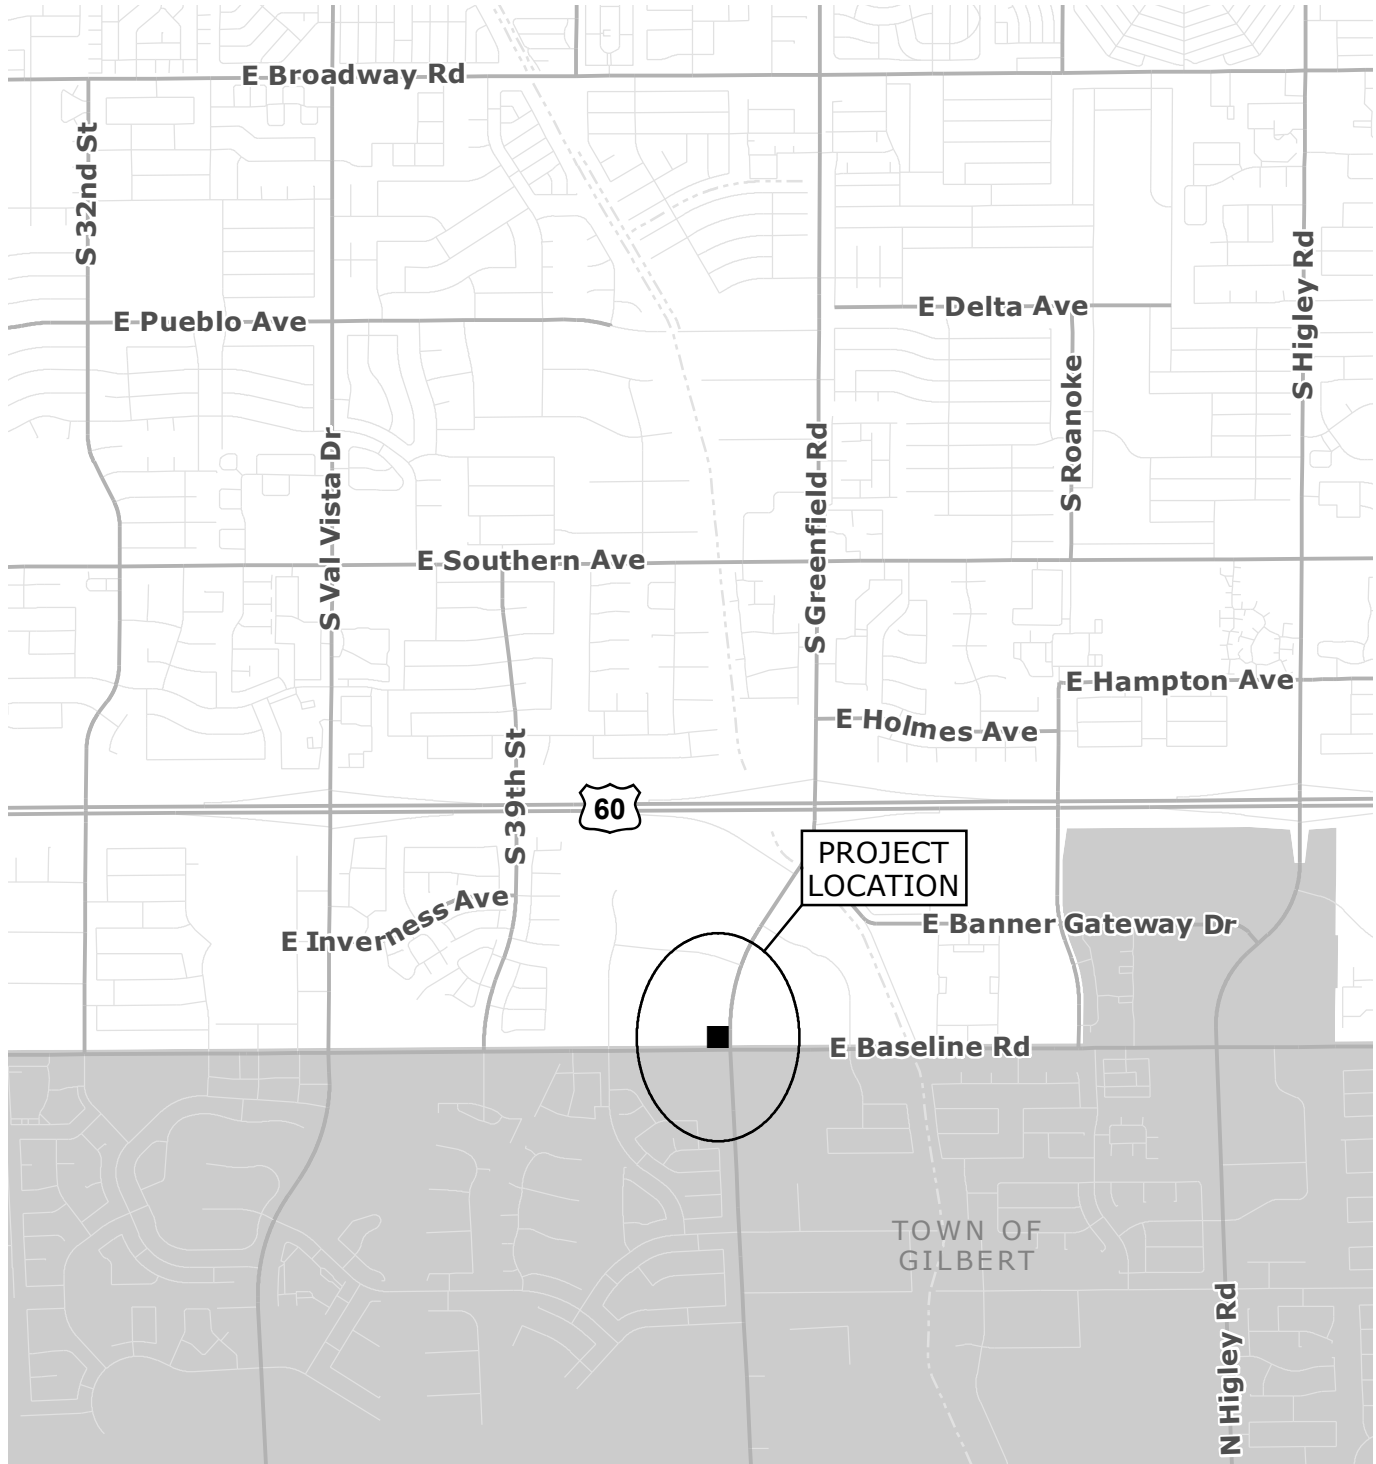 E Broadway Rd
S 32nd St
S Higley Rd
E Delta Ave
E Pueblo Ave
S Roanoke
S Val Vista Dr
S Greenfield Rd
E Southern Ave
E Hampton Ave
E Holmes Ave
S 39th St
60
PROJECT
LOCATION
E Inverness Ave
E Banner Gateway Dr
E Baseline Rd
TOWN OF
GILBERT
N Higley Rd